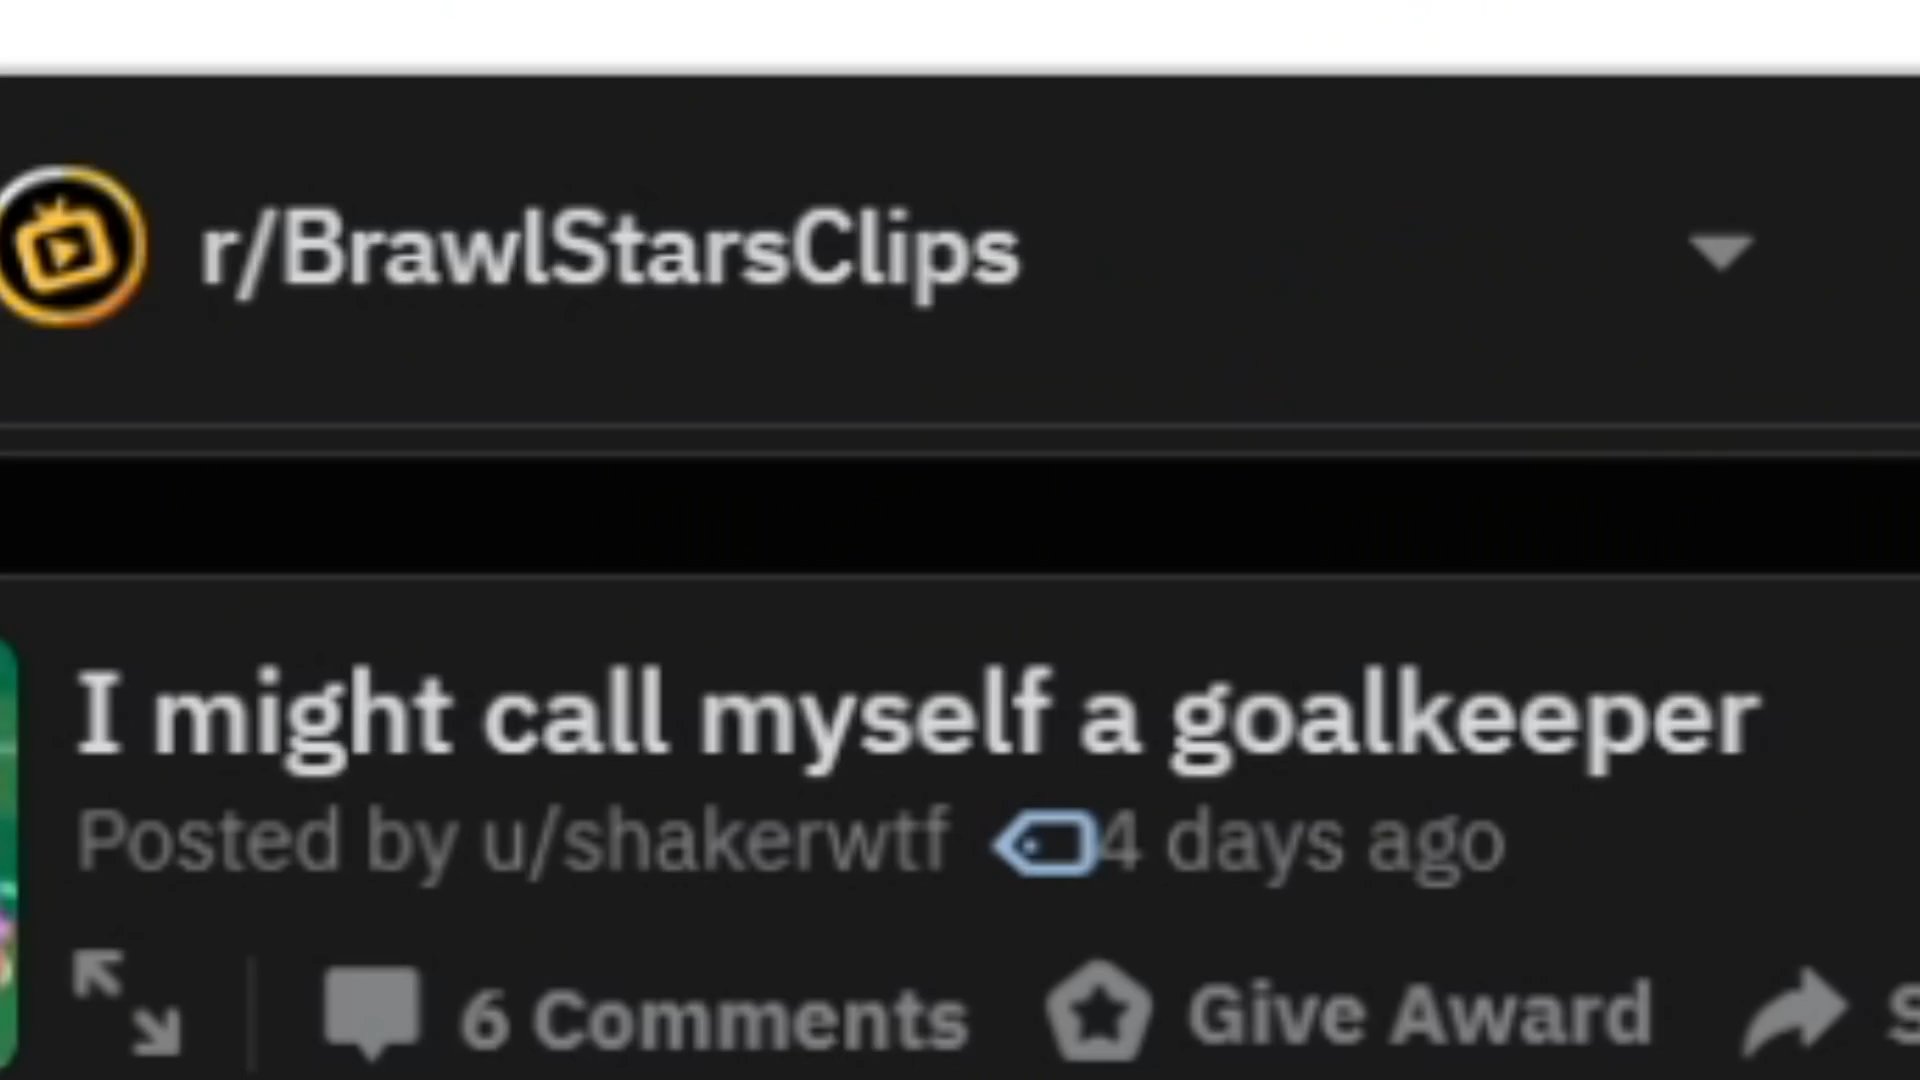 r/BrawlStarsClips
I might call myself a goalkeeper
Posted by u/shakerwtf 4 days ago
6 Comments Give Award S